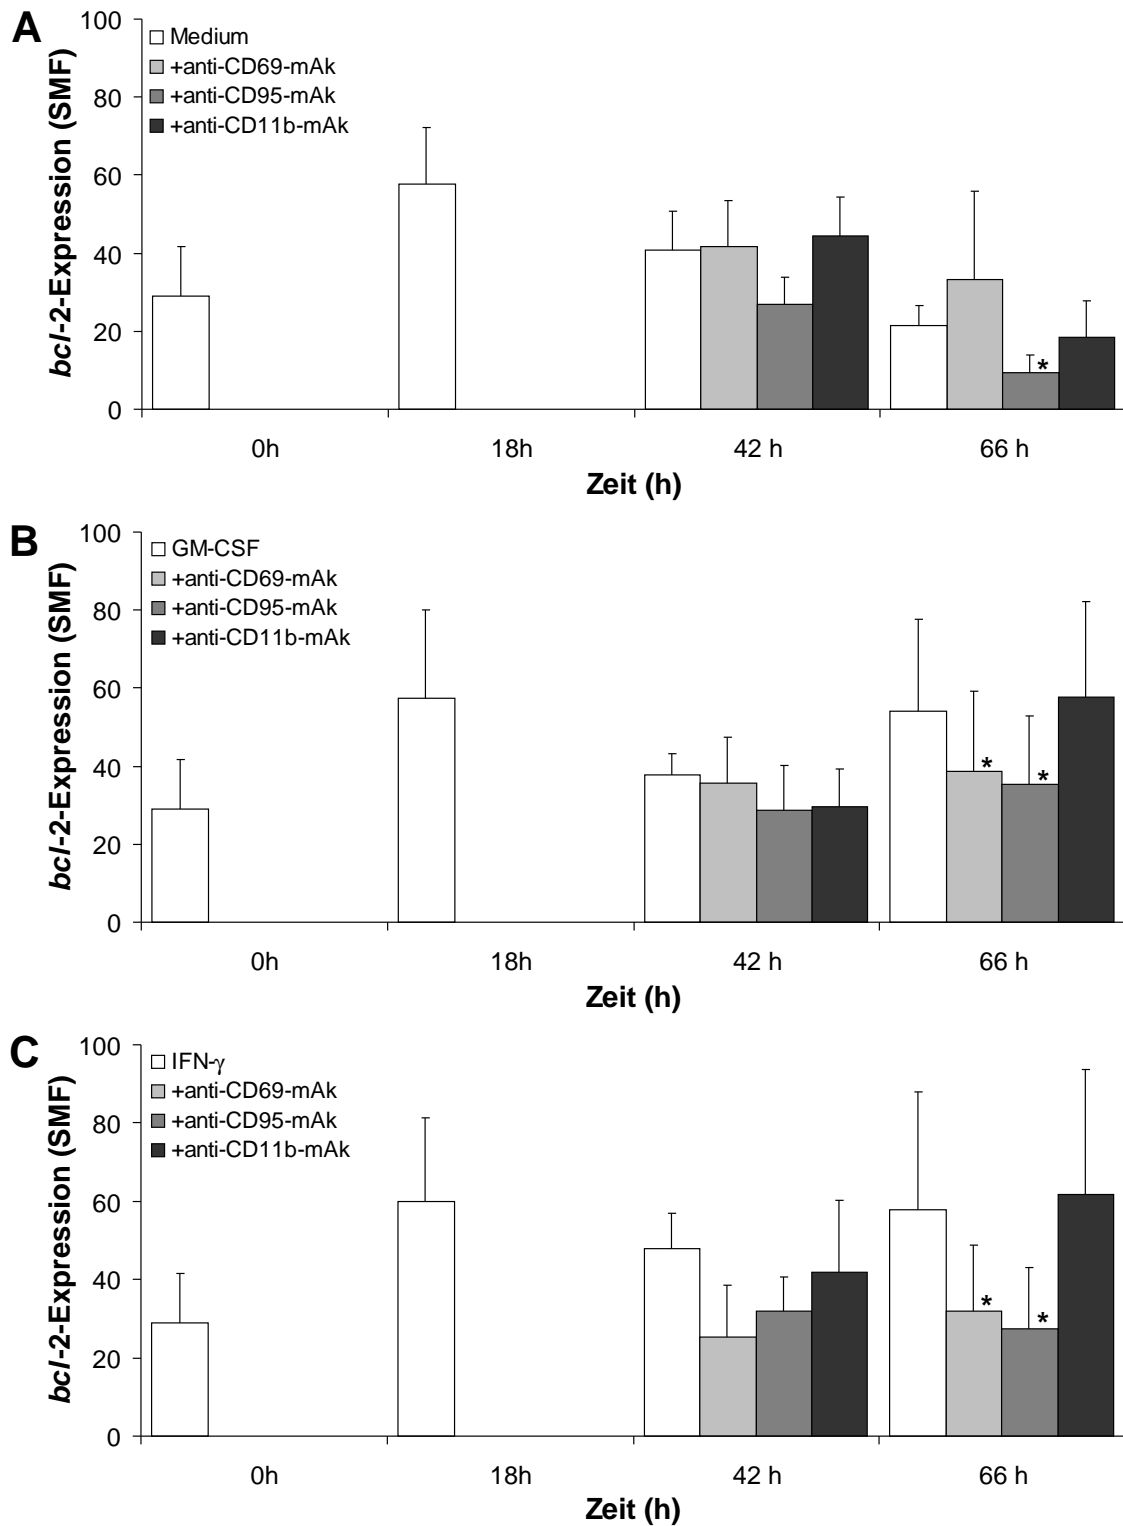 A
bcl-2-Expression (SMF)
100
80
60
40
20
0
Medium
+anti-CD69-mAk
+anti-CD95-mAk
+anti-CD11b-mAk
*
0h 18h 42 h 66 h
Zeit (h)
B
bcl-2-Expression (SMF)
100
80
60
40
20
0
GM-CSF
+anti-CD69-mAk
+anti-CD95-mAk
+anti-CD11b-mAk
* *
0h 18h 42 h 66 h
Zeit (h)
C
bcl-2-Expression (SMF)
100
80
60
40
20
0
IFN-γ
+anti-CD69-mAk
+anti-CD95-mAk
+anti-CD11b-mAk
* *
0h 18h 42 h 66 h
Zeit (h)